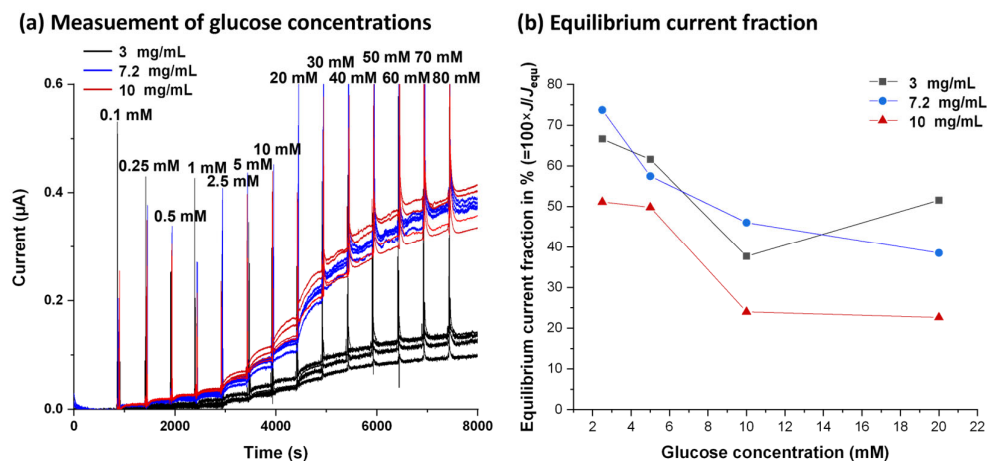 (a) Measuement of glucose concentrations
3 mg/mL
7.2 mg/mL
10 mg/mL
0.1 mM
0.25 mM
0.5 mM
1 mM
2.5 mM
5 mM
10 mM
20 mM
30 mM
40 mM
50 mM
60 mM
70 mM
80 mM
Current (µA)
0.6
0.4
0.2
0.0
0
2000
4000
6000
8000
Time (s)
(b) Equilibrium current fraction
3 mg/mL
7.2 mg/mL
10 mg/mL
Equilibrium current fraction in % (=100×J/Jequ)
80
70
60
50
40
30
20
10
0
2
4
6
8
10
12
14
16
18
20
22
Glucose concentration (mM)